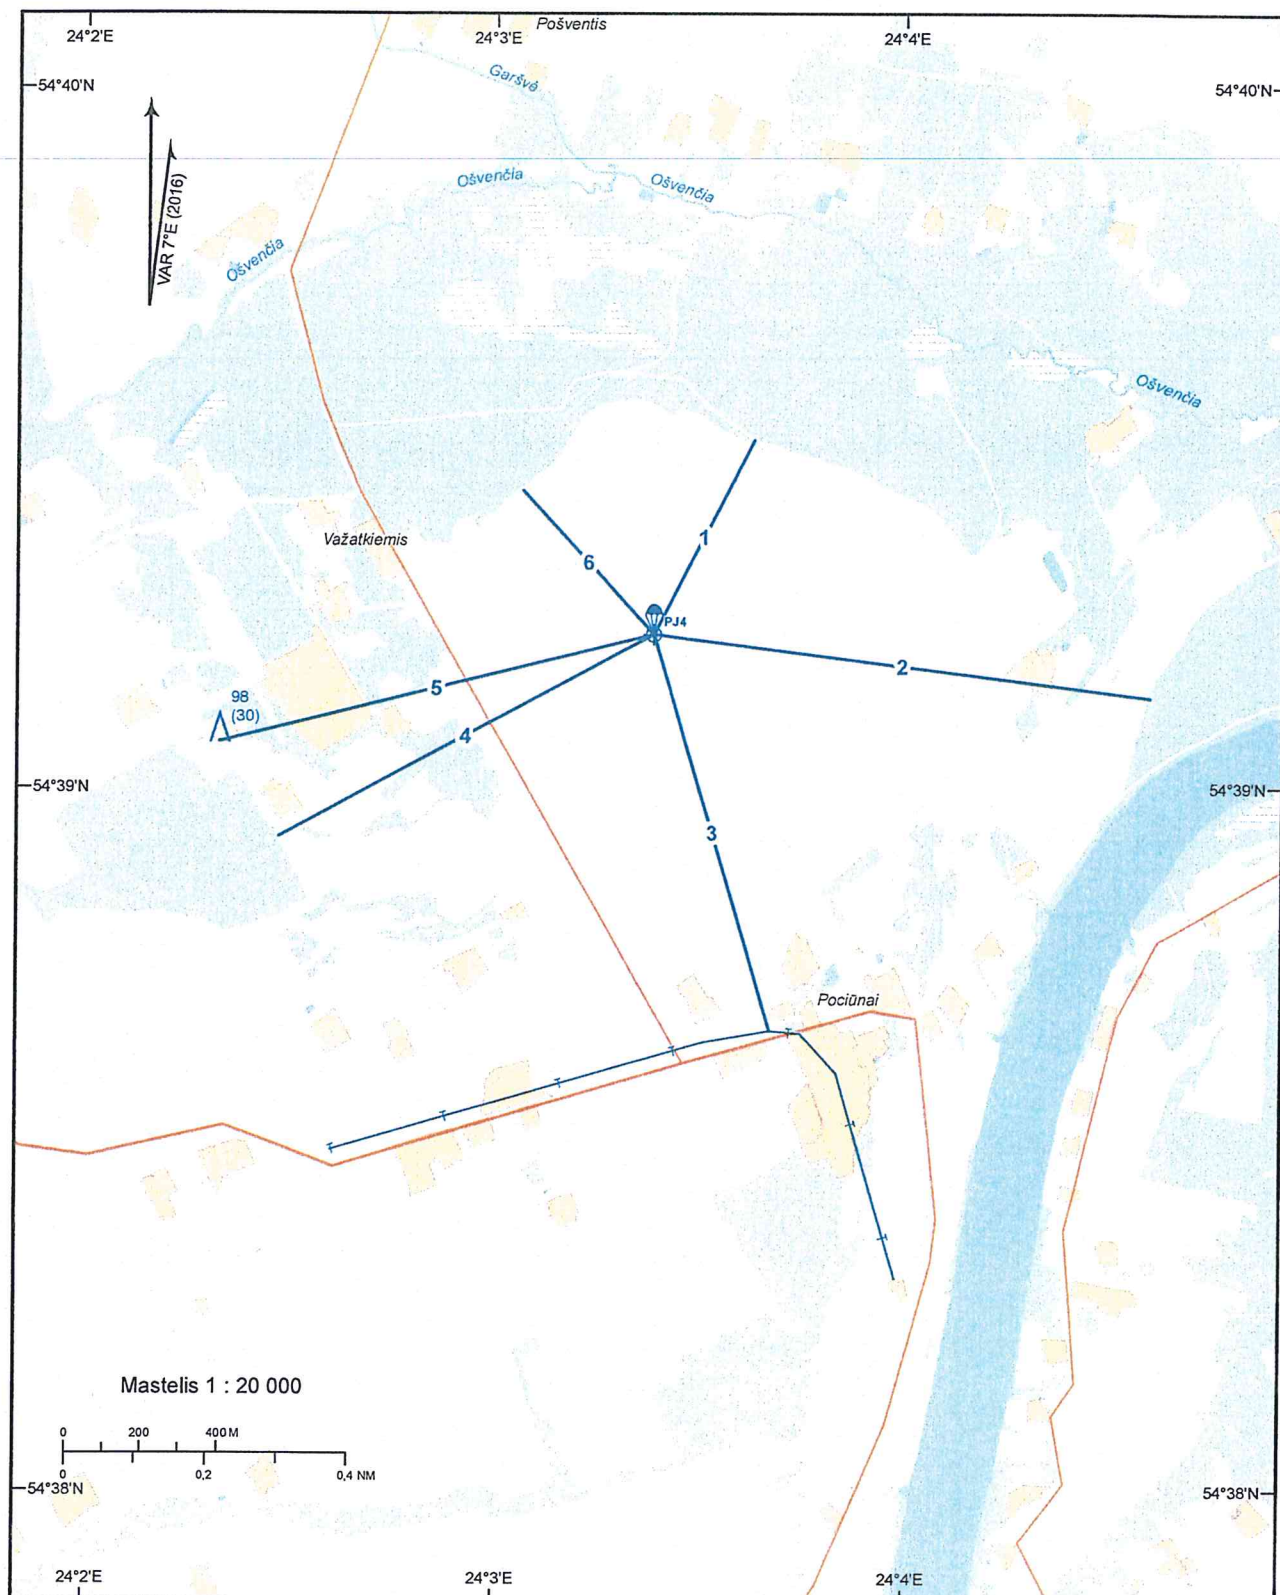 Pošventis
24°2'E
24°3'E
24°4'E
54°40'N
54°40'N
Garšvė
VAR 7°E (2016)
Ošvenčia
Ošvenčia
Ošvenčia
Ošvenčia
Važatkiemis
1
6
PJ4
2
5
98
(30)
4
54°39'N
54°39'N
3
Pociūnai
Mastelis 1 : 20 000
0 200 400M
0 0,2 0,4 NM
54°38'N
54°38'N
24°2'E
24°3'E
24°4'E